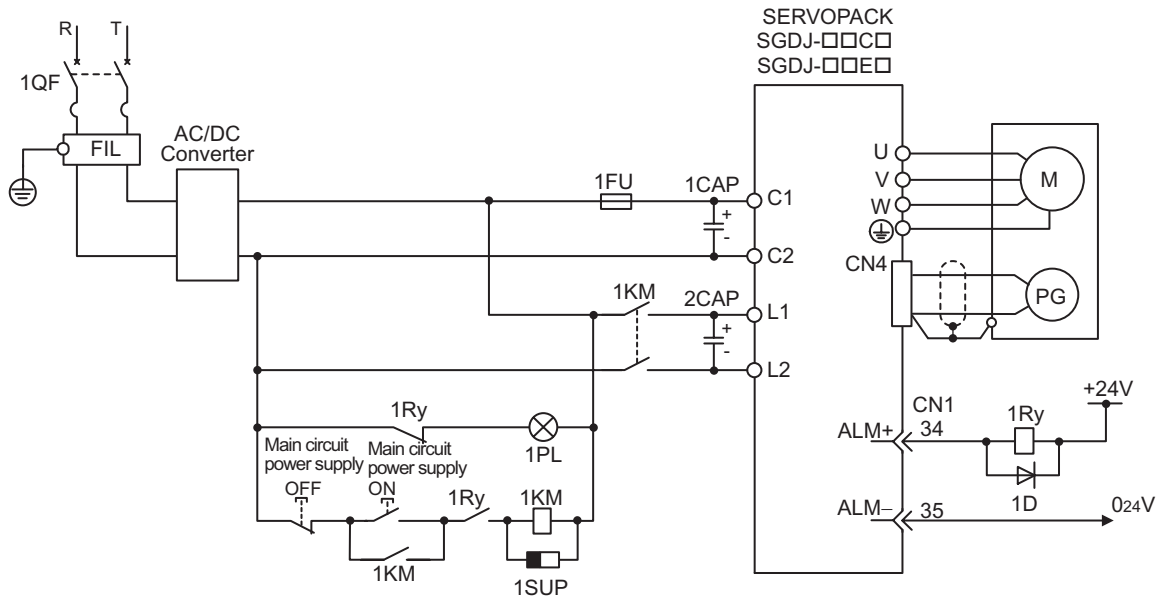 SERVOPACK
SGDJ-□□C□
SGDJ-□□E□
R
T
1QF
FIL
AC/DC
Converter
1FU
1CAP
+
-
C1
C2
1KM
2CAP
+
-
L1
L2
U
V
W
M
CN4
PG
1Ry
1PL
Main circuit
power supply
OFF
Main circuit
power supply
ON
1Ry
1KM
1KM
1SUP
CN1
ALM+
34
1Ry
+24V
1D
ALM−
35
024V